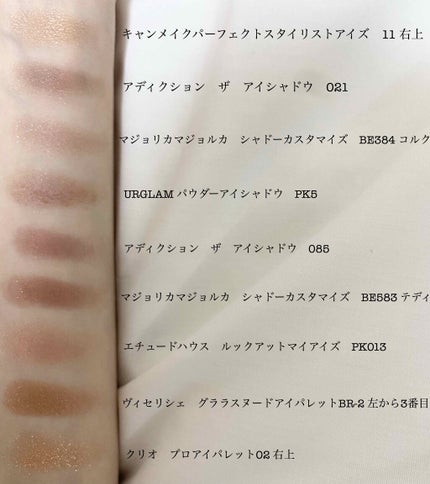 キャンメイクパーフェクトスタイリストアイズ　11 右上
アディクション　ザ　アイシャドウ　021
マジョリカマジョルカ　シャドーカスタマイズ　BE384 コルク
URGLAM パウダーアイシャドウ　PK5
アディクション　ザ　アイシャドウ　085
マジョリカマジョルカ　シャドーカスタマイズ　BE583 テディ
エチュードハウス　ルックアットマイアイズ　PK013
ヴィセリシェ　グララスヌードアイパレットBR-2 左から3番目
クリオ　プロアイパレット02 右上